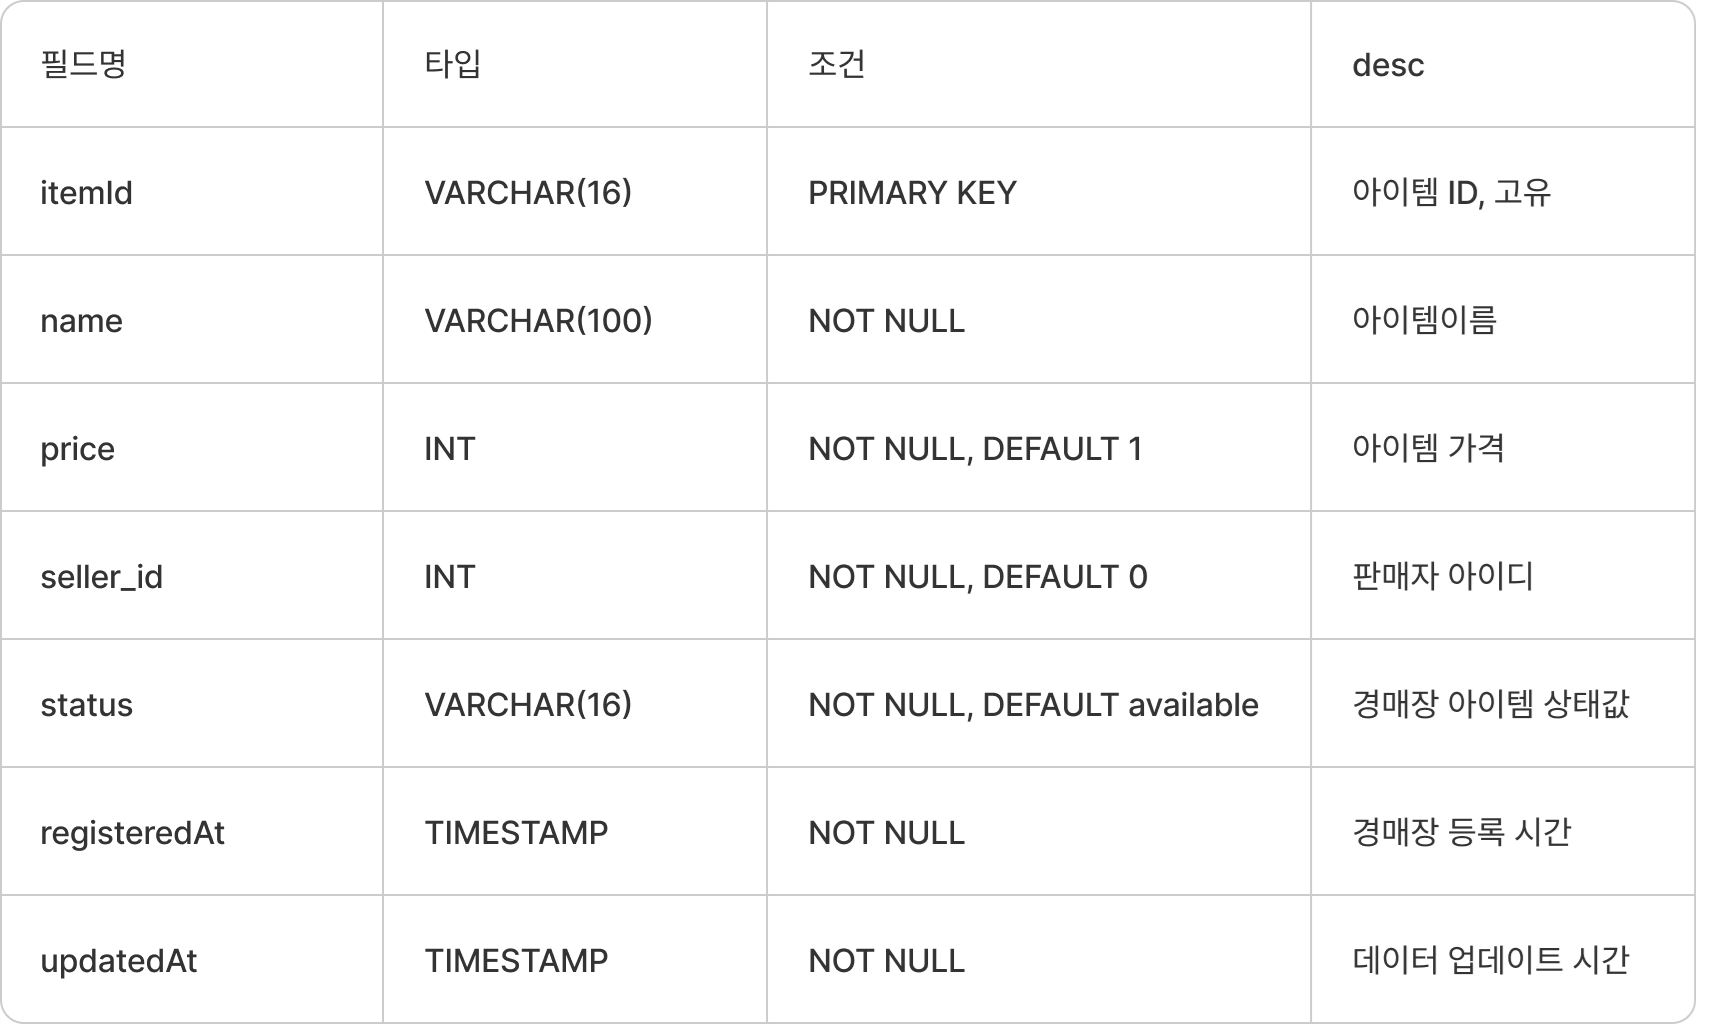 필드명 타입 조건 desc
itemId VARCHAR(16) PRIMARY KEY 아이템 ID, 고유
name VARCHAR(100) NOT NULL 아이템이름
price INT NOT NULL, DEFAULT 1 아이템 가격
seller_id INT NOT NULL, DEFAULT 0 판매자 아이디
status VARCHAR(16) NOT NULL, DEFAULT available 경매장 아이템 상태값
registeredAt TIMESTAMP NOT NULL 경매장 등록 시간
updatedAt TIMESTAMP NOT NULL 데이터 업데이트 시간